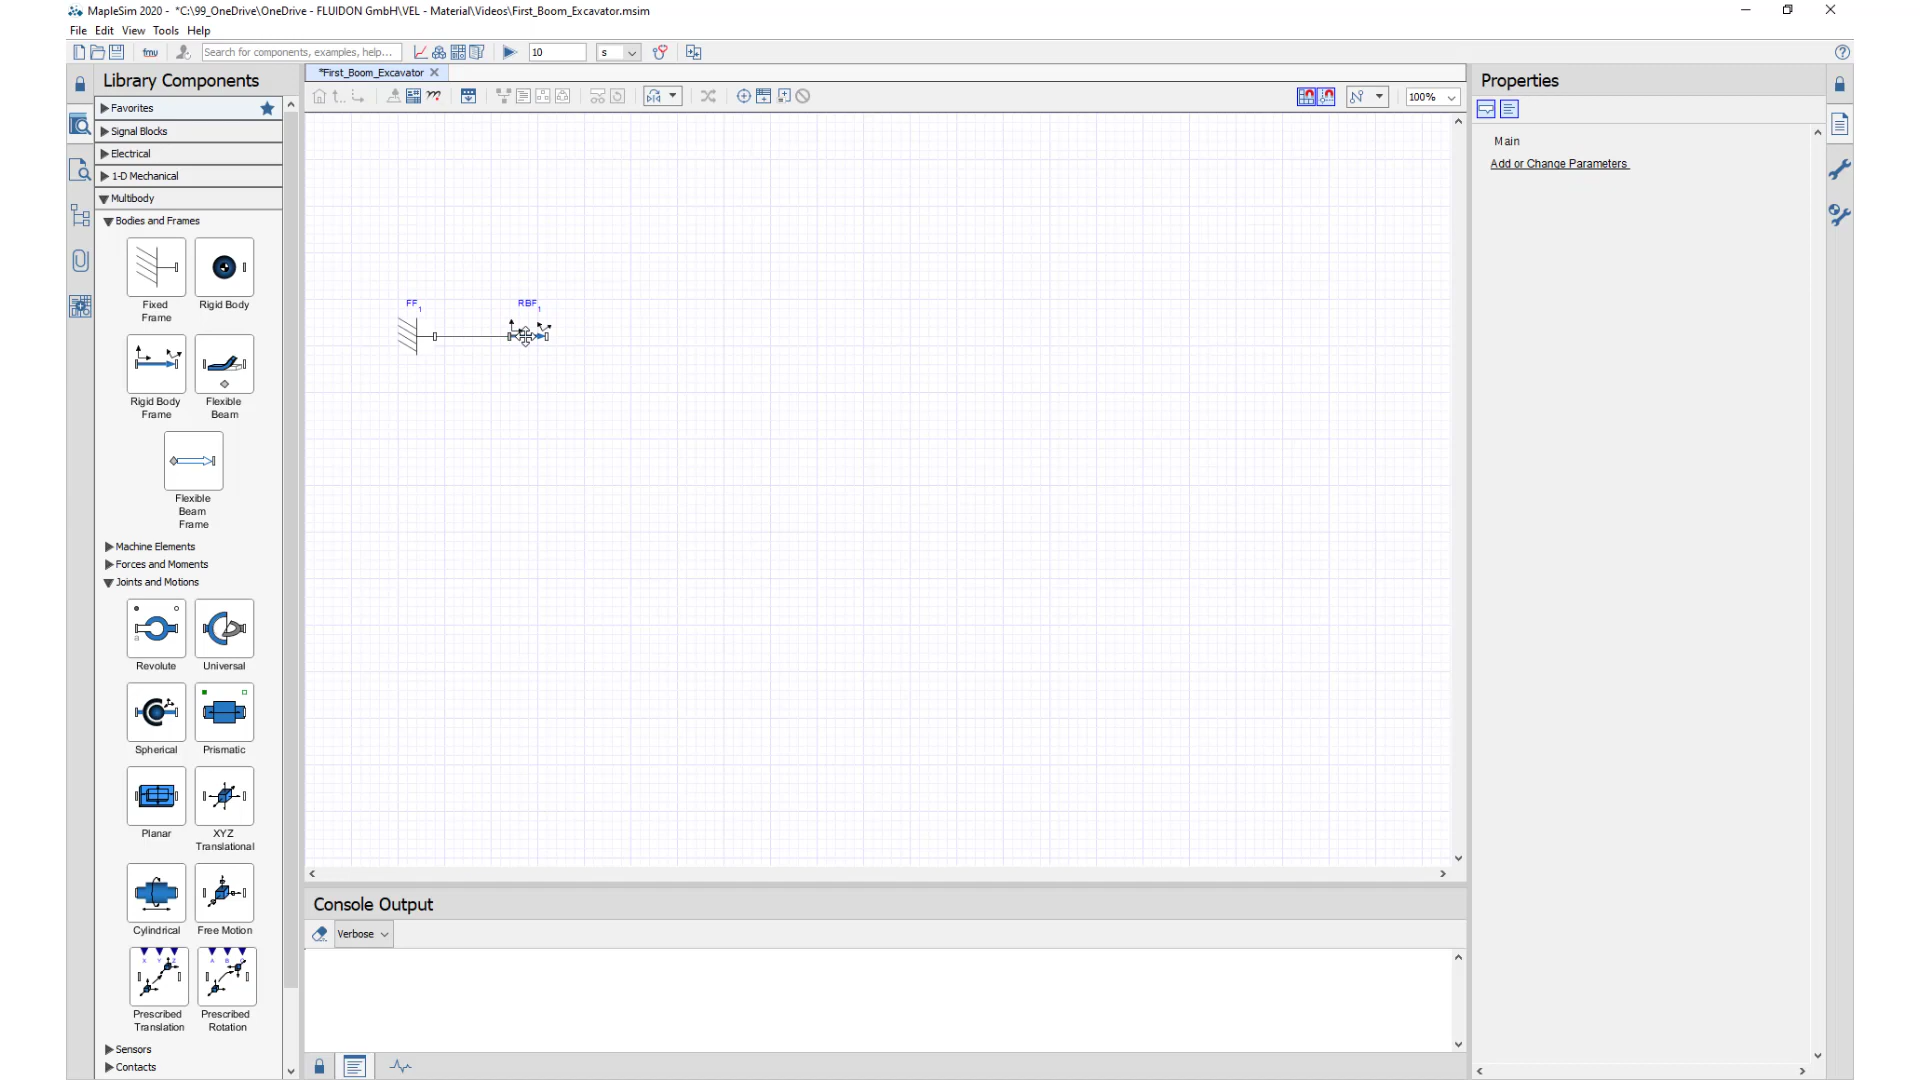 MapleSim 2020 - *C:\99_OneDrive\OneDrive - FLUIDON GmbH\VEL - Material\Videos\First_Boom_Excavator.msim
File Edit View Tools Help
fmu Search for components, examples, help... 10 s
Library Components
Favorites
Signal Blocks
Electrical
1-D Mechanical
Multibody
Bodies and Frames
Fixed Frame
Rigid Body
Rigid Body Frame
Flexible Beam
Flexible Beam Frame
Machine Elements
Forces and Moments
Joints and Motions
Revolute
Universal
Spherical
Prismatic
Planar
XYZ Translational
Cylindrical
Free Motion
Prescribed Translation
Prescribed Rotation
Sensors
Contacts
*First_Boom_Excavator
100%
FF1
RBF1
Console Output
Verbose
Properties
Main
Add or Change Parameters